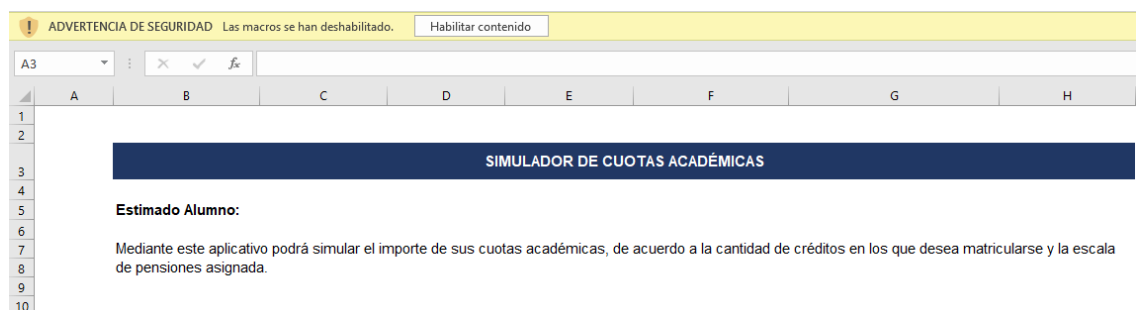 ADVERTENCIA DE SEGURIDAD Las macros se han deshabilitado. Habilitar contenido
A3 fx
A B C D E F G H
1
2
3 SIMULADOR DE CUOTAS ACADÉMICAS
4
5 Estimado Alumno:
6
7 Mediante este aplicativo podrá simular el importe de sus cuotas académicas, de acuerdo a la cantidad de créditos en los que desea matricularse y la escala
8 de pensiones asignada.
9
10